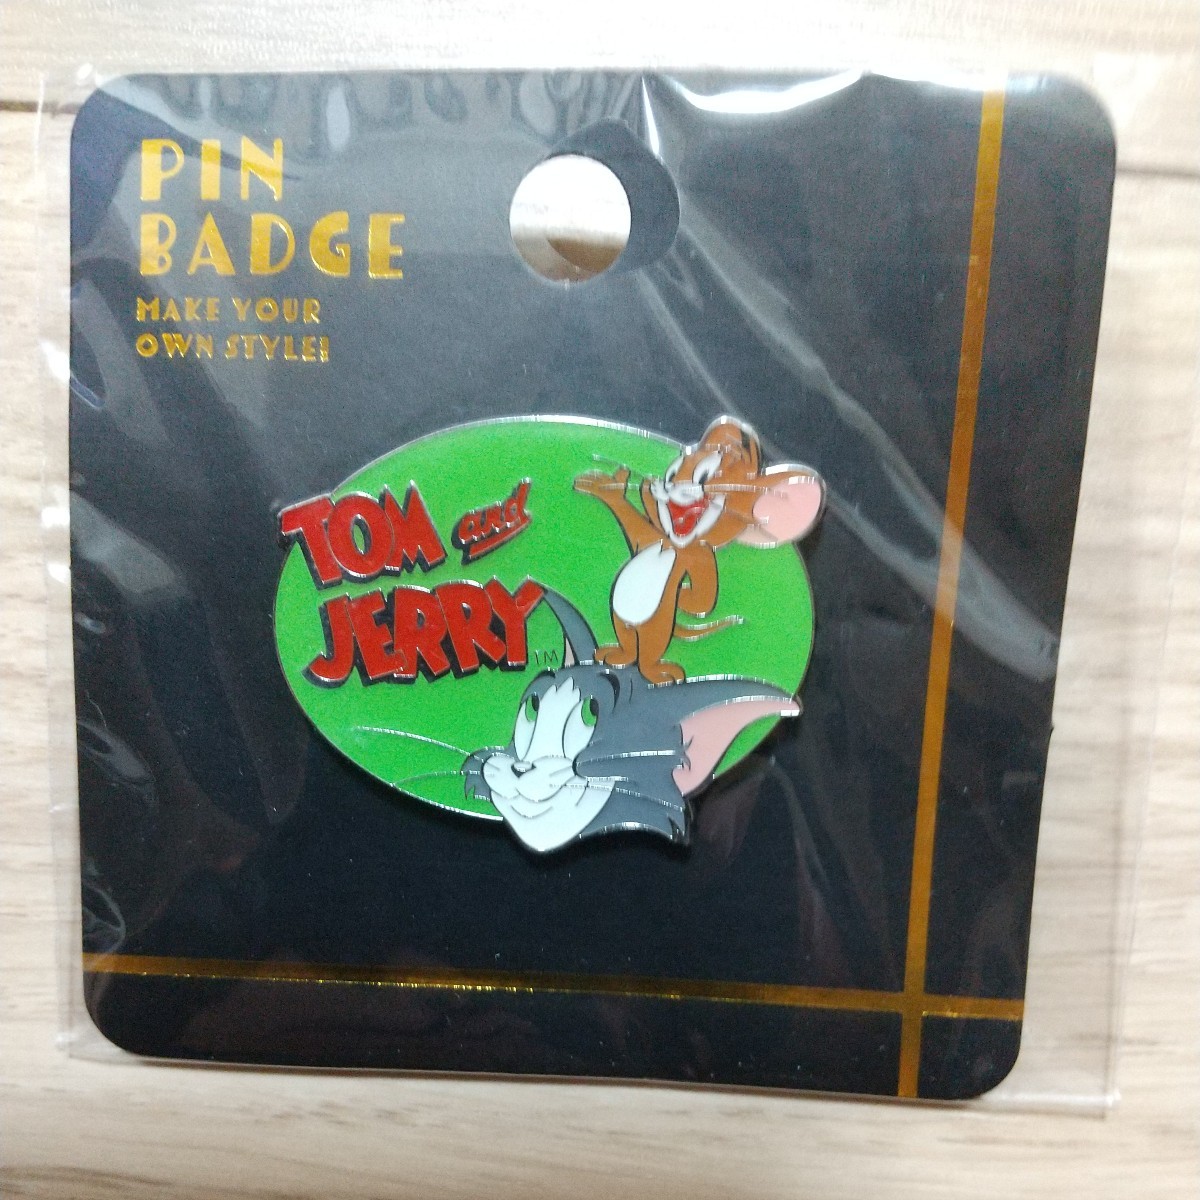 PIN
BADGE
MAKE YOUR
OWN STYLE!
TOM and
JERRY TM